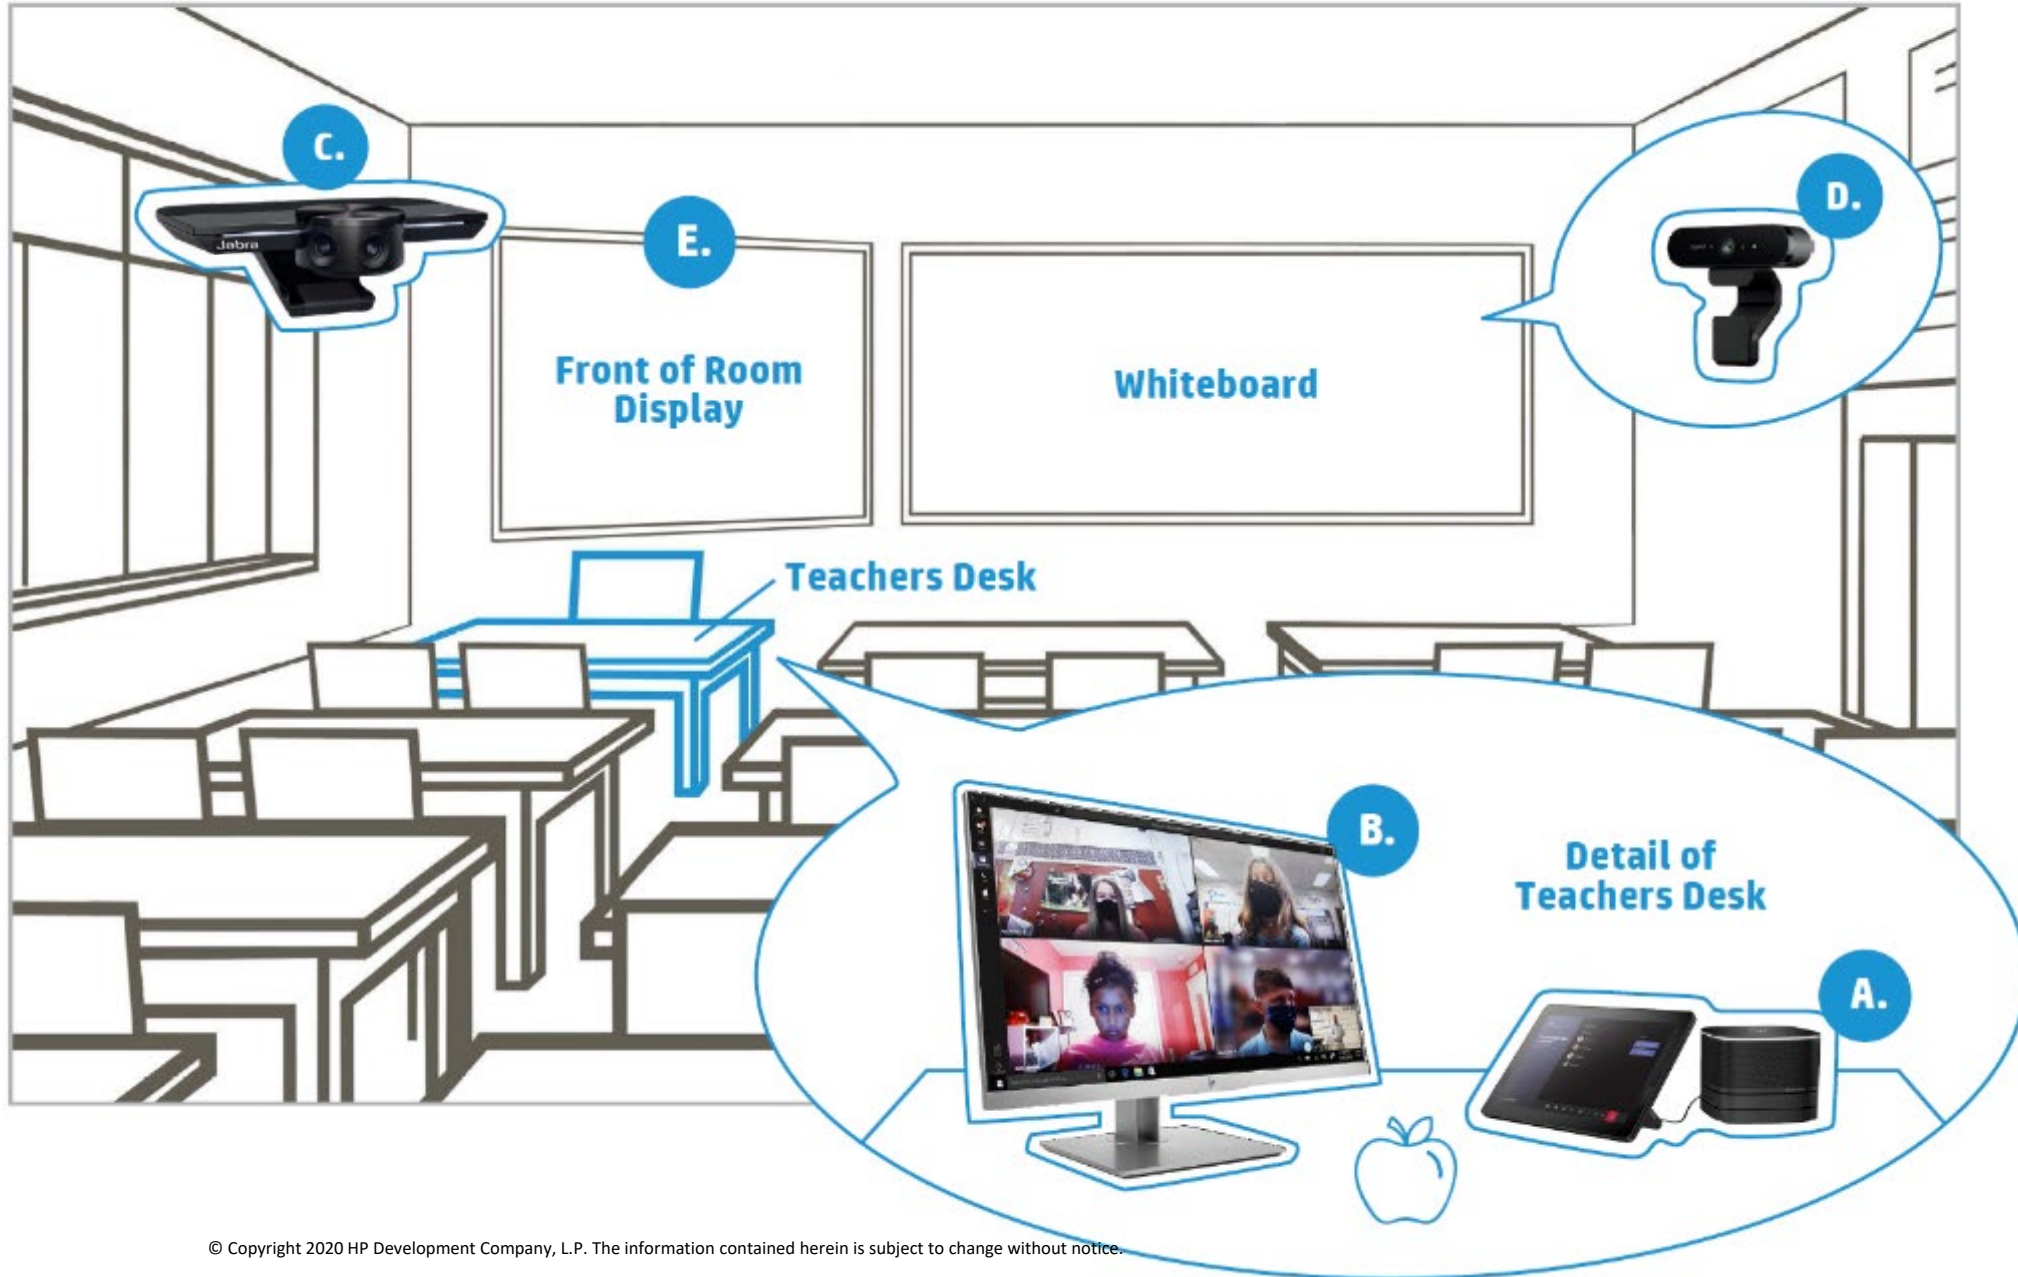 C.
D.
Jabra
E.
Front of Room
Display
Whiteboard
Teachers Desk
B.
Detail of
Teachers Desk
A.
© Copyright 2020 HP Development Company, L.P. The information contained herein is subject to change without notice.